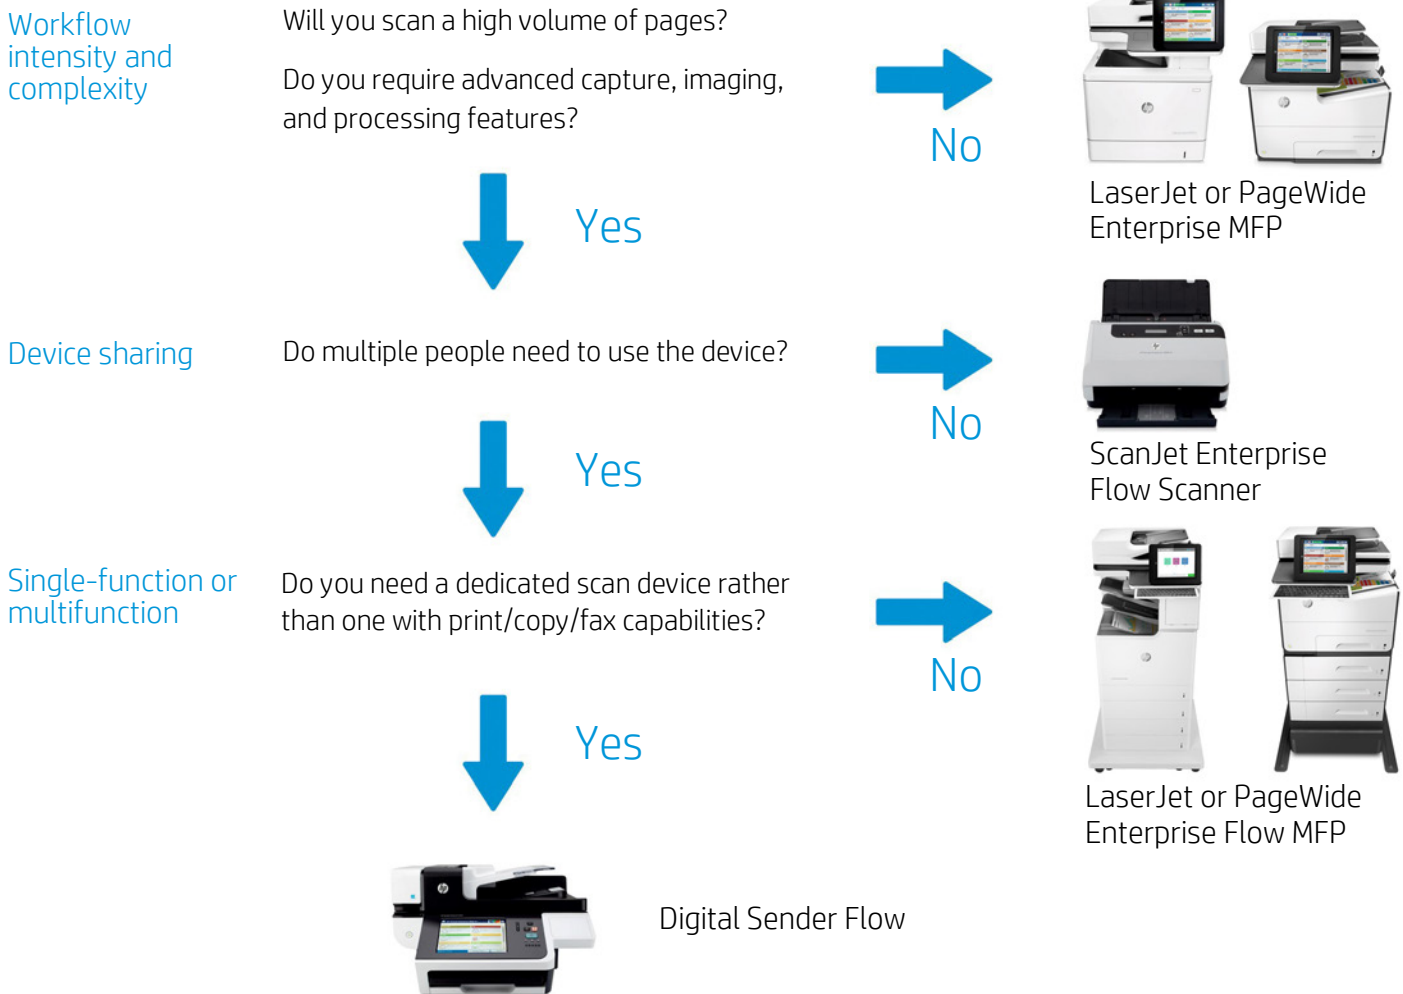 Workflow
intensity and
complexity
Will you scan a high volume of pages?
Do you require advanced capture, imaging,
and processing features?
No
LaserJet or PageWide
Enterprise MFP
Yes
Device sharing
Do multiple people need to use the device?
No
ScanJet Enterprise
Flow Scanner
Yes
Single-function or
multifunction
Do you need a dedicated scan device rather
than one with print/copy/fax capabilities?
No
LaserJet or PageWide
Enterprise Flow MFP
Yes
Digital Sender Flow